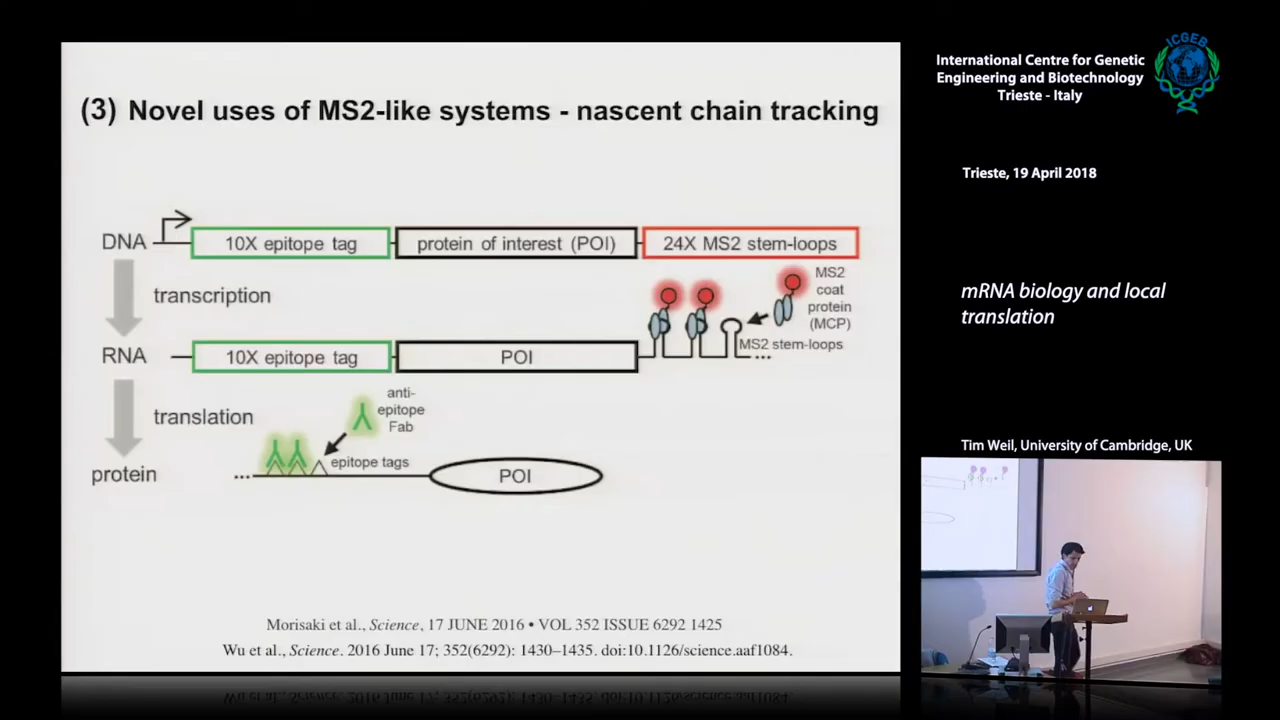 (3) Novel uses of MS2-like systems - nascent chain tracking
DNA
10X epitope tag
protein of interest (POI)
24X MS2 stem-loops
transcription
MS2
coat
protein
(MCP)
RNA
10X epitope tag
POI
MS2 stem-loops
...
translation
anti-
epitope
Fab
protein
...
epitope tags
POI
Morisaki et al., Science, 17 JUNE 2016 • VOL 352 ISSUE 6292 1425
Wu et al., Science. 2016 June 17; 352(6292): 1430–1435. doi:10.1126/science.aaf1084.
International Centre for Genetic
Engineering and Biotechnology
Trieste - Italy
ICGEB
Trieste, 19 April 2018
mRNA biology and local
translation
Tim Weil, University of Cambridge, UK